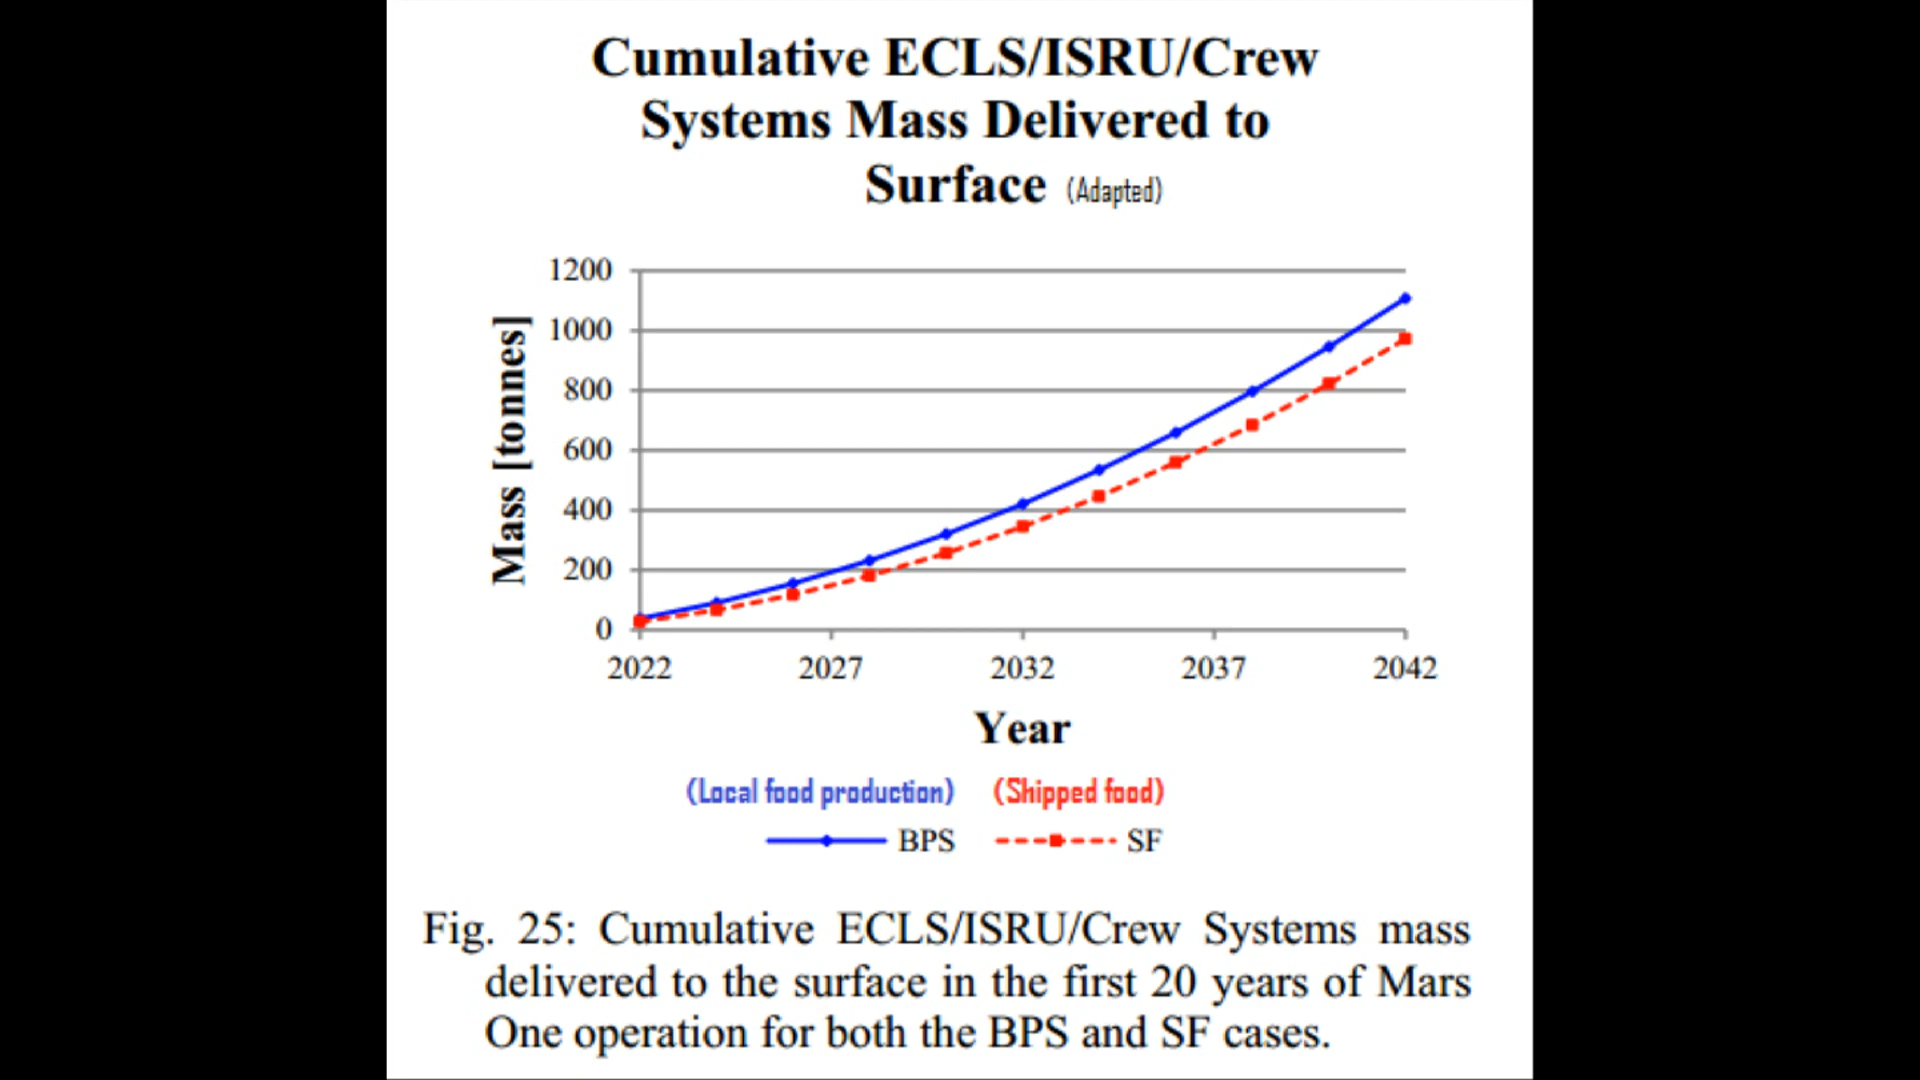 Cumulative ECLS/ISRU/Crew
Systems Mass Delivered to
Surface (Adapted)
1200
1000
800
600
400
200
0
Mass [tonnes]
2022 2027 2032 2037 2042
Year
(Local food production) (Shipped food)
BPS SF
Fig. 25: Cumulative ECLS/ISRU/Crew Systems mass
delivered to the surface in the first 20 years of Mars
One operation for both the BPS and SF cases.